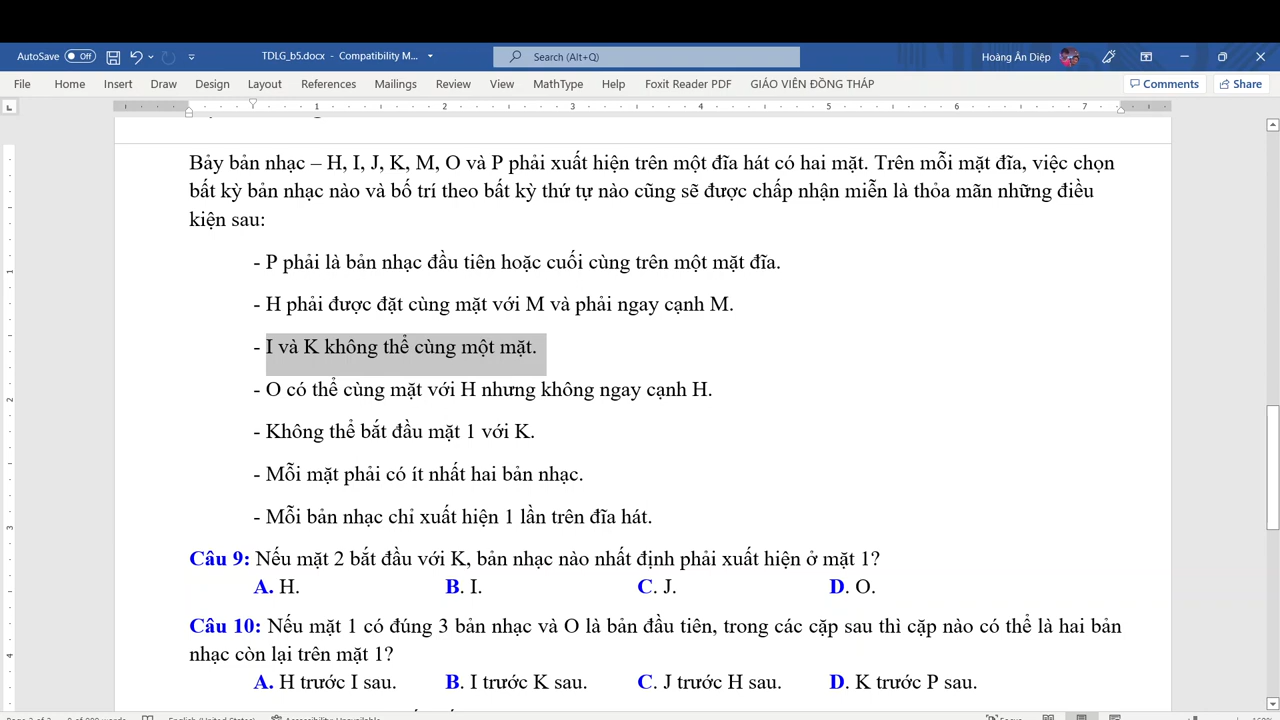 AutoSave Off TDLG_b5.docx - Compatibility M... Search (Alt+Q) Hoàng Ân Diệp
File Home Insert Draw Design Layout References Mailings Review View MathType Help Foxit Reader PDF GIÁO VIÊN ĐỒNG THÁP Comments Share
1 2 3 4 5 6 7
Bảy bản nhạc – H, I, J, K, M, O và P phải xuất hiện trên một đĩa hát có hai mặt. Trên mỗi mặt đĩa, việc chọn
bất kỳ bản nhạc nào và bố trí theo bất kỳ thứ tự nào cũng sẽ được chấp nhận miễn là thỏa mãn những điều
kiện sau:
- P phải là bản nhạc đầu tiên hoặc cuối cùng trên một mặt đĩa.
- H phải được đặt cùng mặt với M và phải ngay cạnh M.
- I và K không thể cùng một mặt.
- O có thể cùng mặt với H nhưng không ngay cạnh H.
- Không thể bắt đầu mặt 1 với K.
- Mỗi mặt phải có ít nhất hai bản nhạc.
- Mỗi bản nhạc chỉ xuất hiện 1 lần trên đĩa hát.
Câu 9: Nếu mặt 2 bắt đầu với K, bản nhạc nào nhất định phải xuất hiện ở mặt 1?
A. H. B. I. C. J. D. O.
Câu 10: Nếu mặt 1 có đúng 3 bản nhạc và O là bản đầu tiên, trong các cặp sau thì cặp nào có thể là hai bản
nhạc còn lại trên mặt 1?
A. H trước I sau. B. I trước K sau. C. J trước H sau. D. K trước P sau.